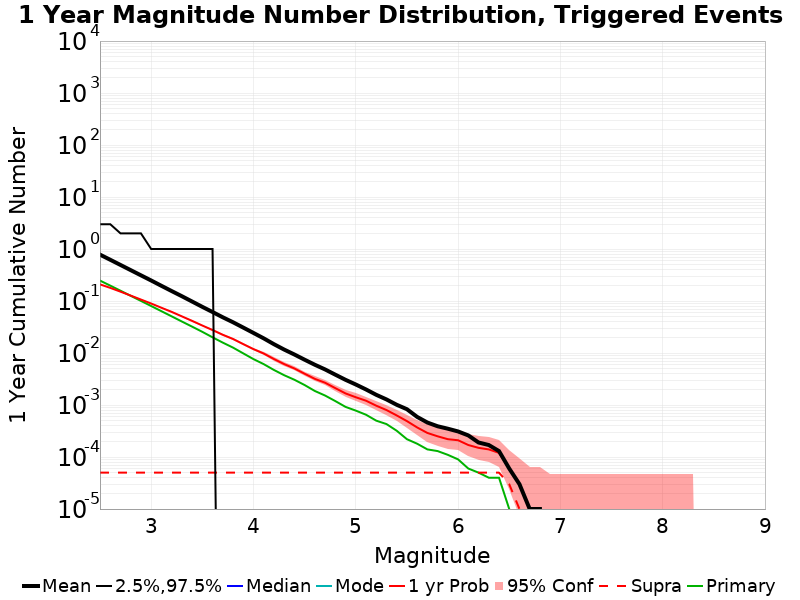 1 Year Magnitude Number Distribution, Triggered Events
1 Year Cumulative Number
10^4
10^3
10^2
10^1
10^0
10^-1
10^-2
10^-3
10^-4
10^-5
3 4 5 6 7 8 9
Magnitude
Mean 2.5%,97.5% Median Mode 1 yr Prob 95% Conf Supra Primary